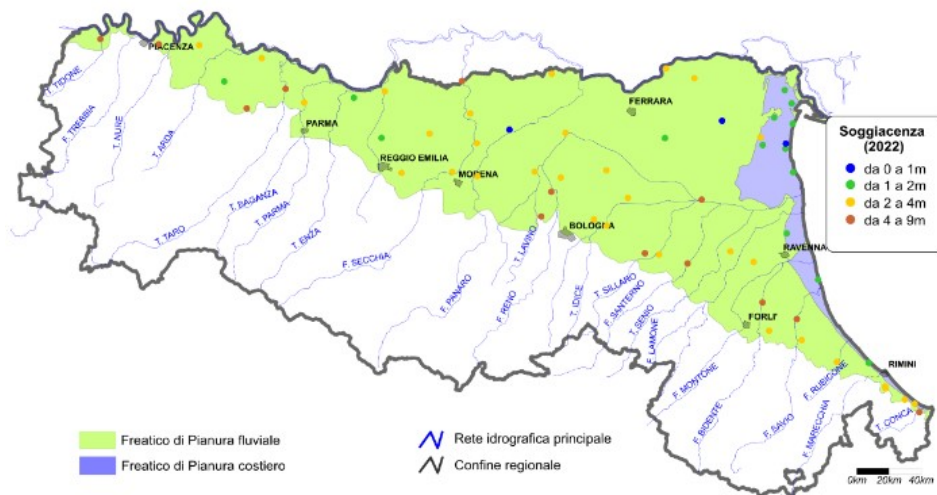 PIACENZA
T. TIDONE
F. TREBBIA
T. NURE
T. ARDA
PARMA
REGGIO EMILIA
MODENA
FERRARA
BOLOGNA
RAVENNA
FORLI'
RIMINI
T. TARO
T. BAGANZA
T. PARMA
T. ENZA
F. SECCHIA
F. PANARO
F. RENO
T. LAVINO
T. IDICE
T. SILLARO
F. SANTERNO
T. SENIO
F. LAMONE
F. MONTONE
F. BIDENTE
F. SAVIO
F. RUBICONE
F. MARECCHIA
T. CONCA
Soggiacenza
(2022)
da 0 a 1m
da 1 a 2m
da 2 a 4m
da 4 a 9m
Freatico di Pianura fluviale
Freatico di Pianura costiero
Rete idrografica principale
Confine regionale
0km 20km 40km